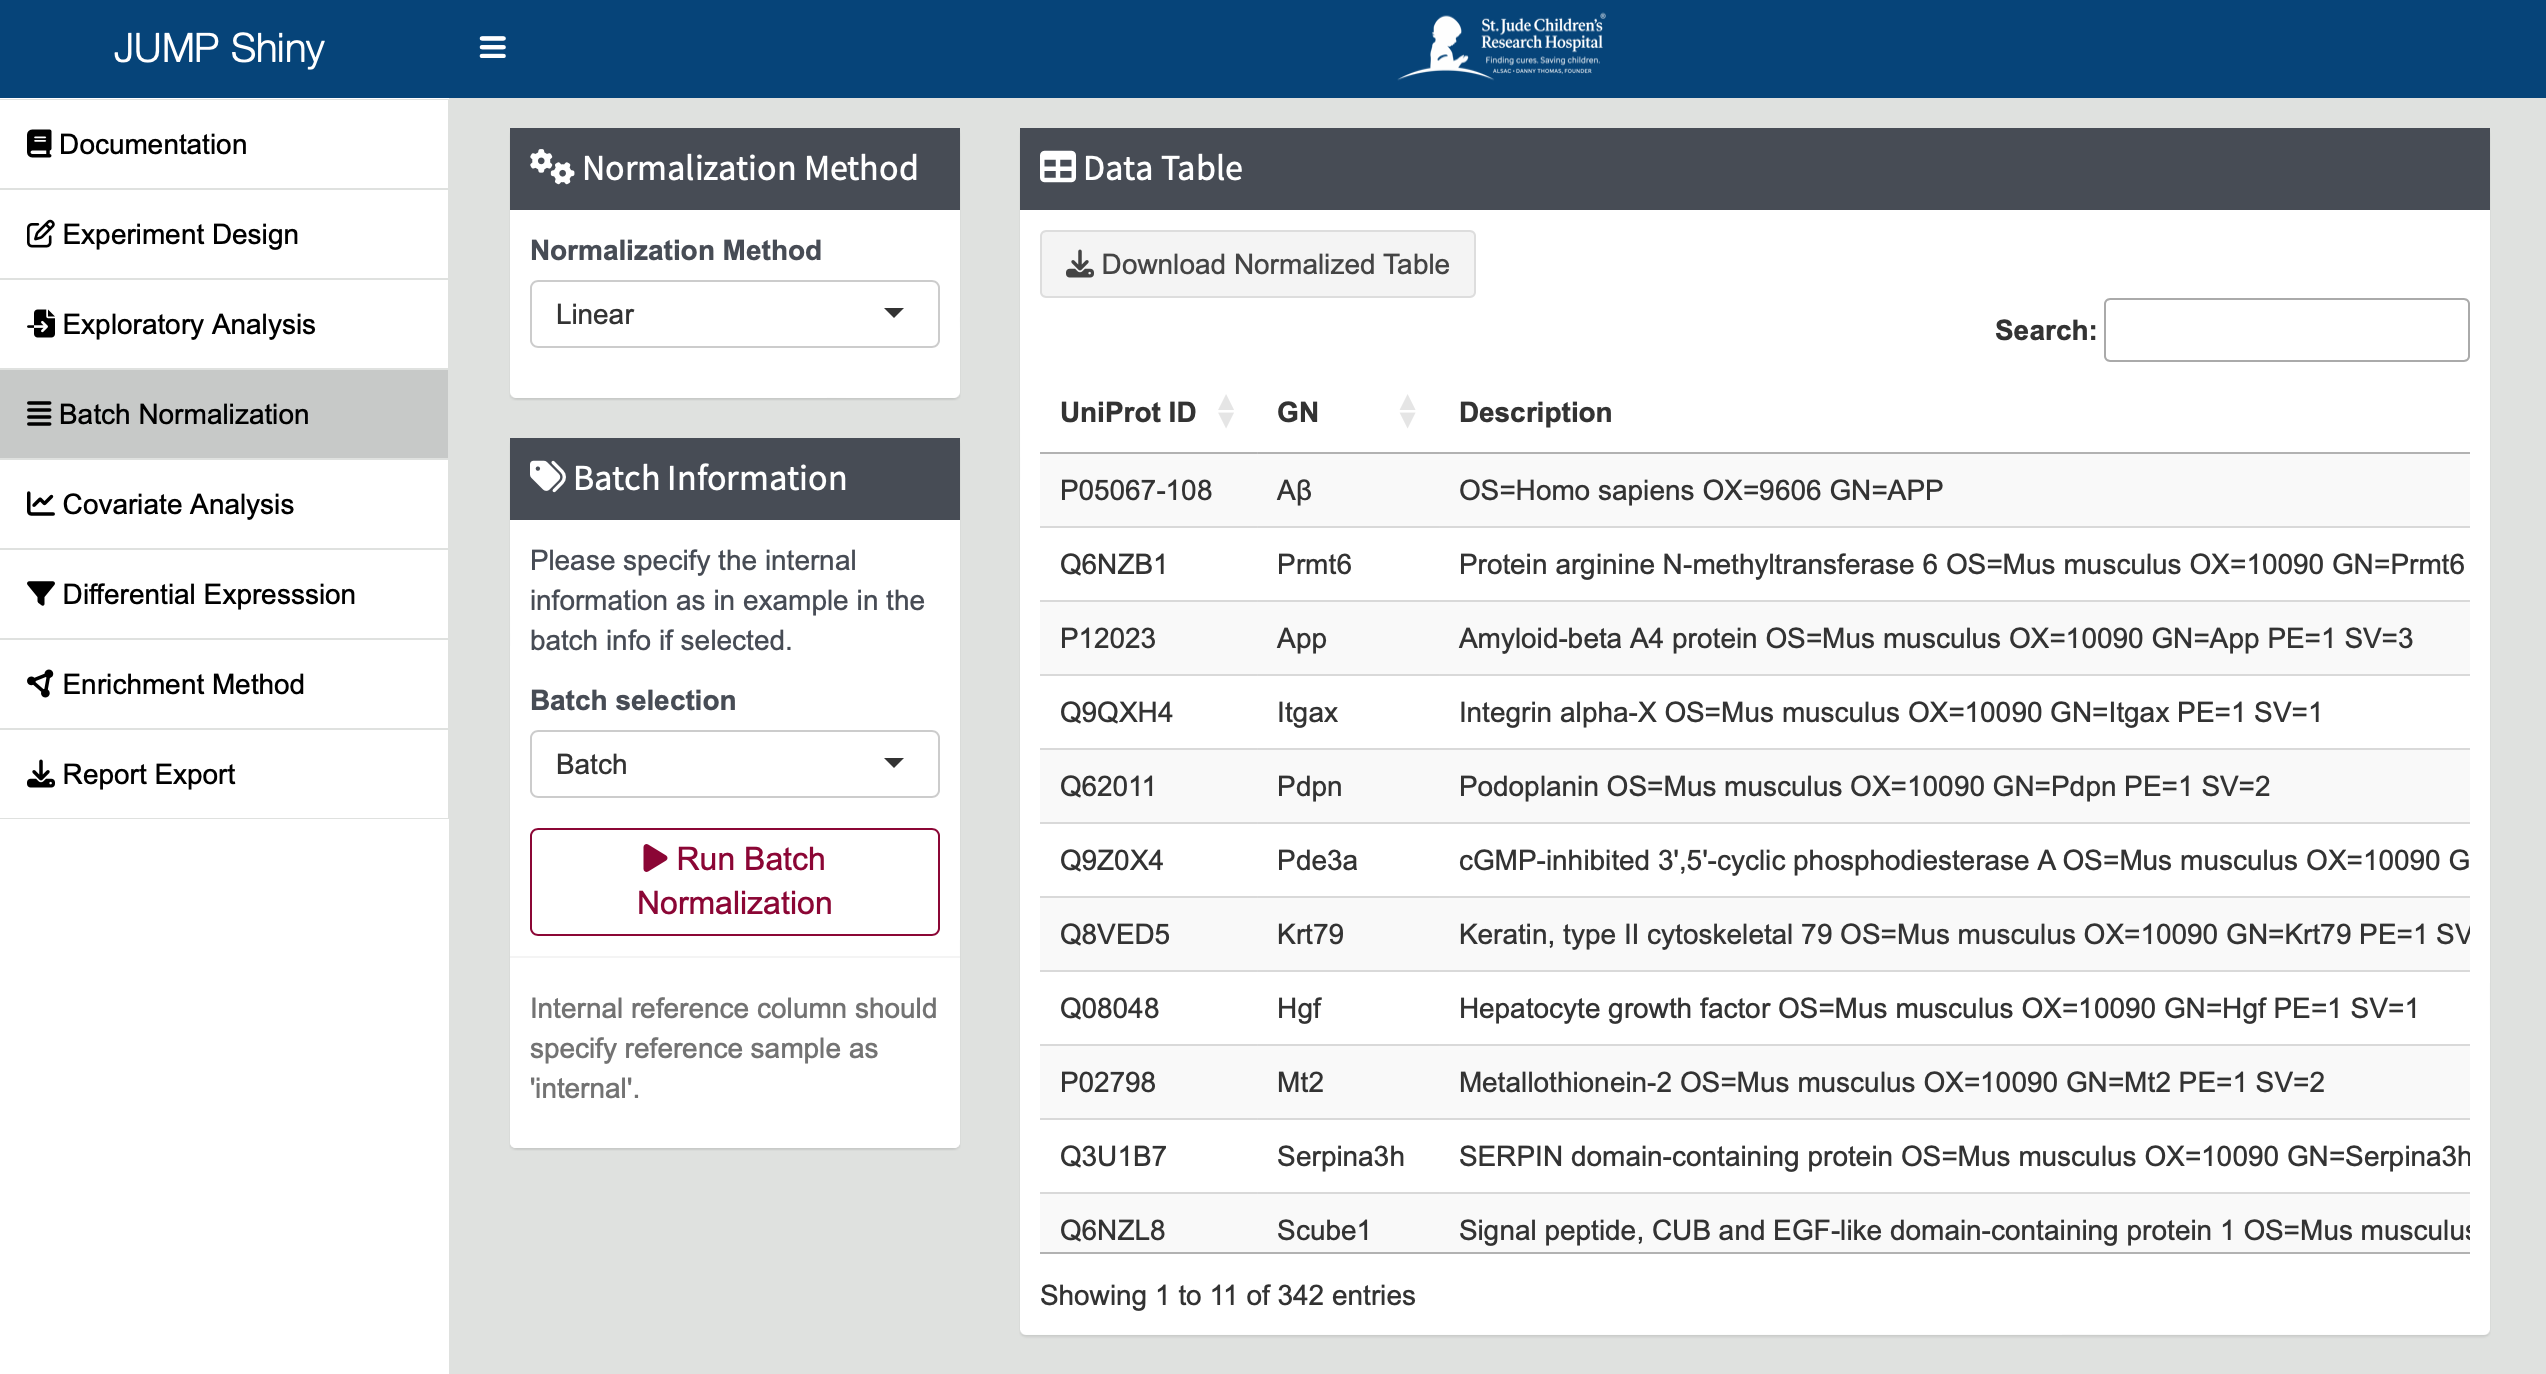 JUMP Shiny
St. Jude Children's
Research Hospital
Finding cures. Saving children.
ALSAC • DANNY THOMAS, FOUNDER
Documentation
Experiment Design
Exploratory Analysis
Batch Normalization
Covariate Analysis
Differential Expresssion
Enrichment Method
Report Export
Normalization Method
Normalization Method
Linear
Batch Information
Please specify the internal
information as in example in the
batch info if selected.
Batch selection
Batch
Run Batch
Normalization
Internal reference column should
specify reference sample as
'internal'.
Data Table
Download Normalized Table
Search:
UniProt ID GN Description
P05067-108 Aβ OS=Homo sapiens OX=9606 GN=APP
Q6NZB1 Prmt6 Protein arginine N-methyltransferase 6 OS=Mus musculus OX=10090 GN=Prmt6
P12023 App Amyloid-beta A4 protein OS=Mus musculus OX=10090 GN=App PE=1 SV=3
Q9QXH4 Itgax Integrin alpha-X OS=Mus musculus OX=10090 GN=Itgax PE=1 SV=1
Q62011 Pdpn Podoplanin OS=Mus musculus OX=10090 GN=Pdpn PE=1 SV=2
Q9Z0X4 Pde3a cGMP-inhibited 3',5'-cyclic phosphodiesterase A OS=Mus musculus OX=10090 G
Q8VED5 Krt79 Keratin, type II cytoskeletal 79 OS=Mus musculus OX=10090 GN=Krt79 PE=1 SV
Q08048 Hgf Hepatocyte growth factor OS=Mus musculus OX=10090 GN=Hgf PE=1 SV=1
P02798 Mt2 Metallothionein-2 OS=Mus musculus OX=10090 GN=Mt2 PE=1 SV=2
Q3U1B7 Serpina3h SERPIN domain-containing protein OS=Mus musculus OX=10090 GN=Serpina3h
Q6NZL8 Scube1 Signal peptide, CUB and EGF-like domain-containing protein 1 OS=Mus musculus
Showing 1 to 11 of 342 entries